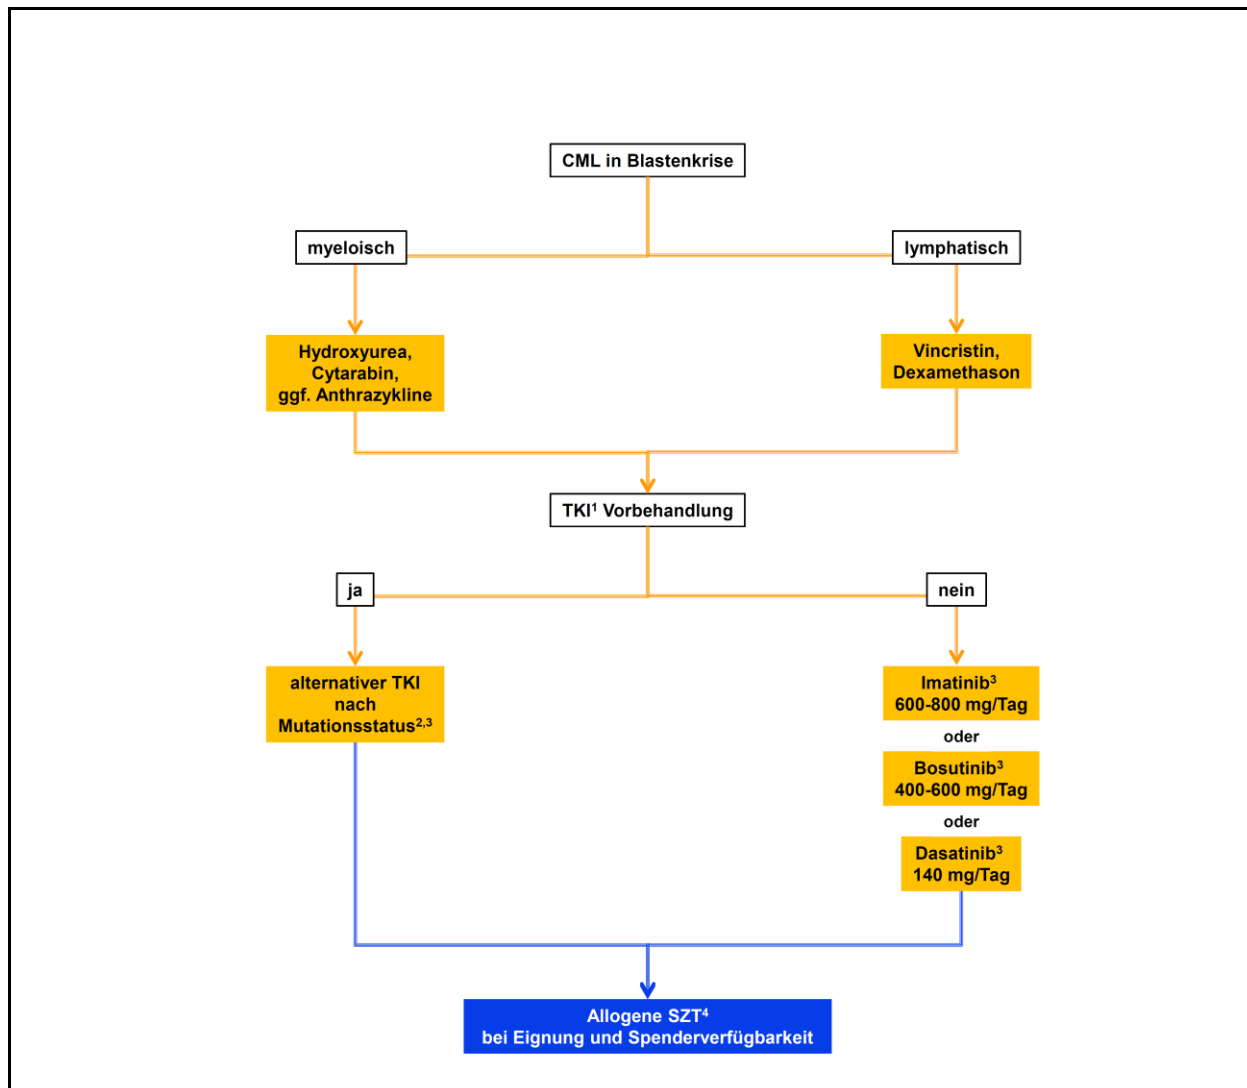 CML in Blastenkrise
myeloisch
lymphatisch
Hydroxyurea,
Cytarabin,
ggf. Anthrazykline
Vincristin,
Dexamethason
TKI¹ Vorbehandlung
ja
nein
alternativer TKI
nach
Mutationsstatus²,³
Imatinib³
600-800 mg/Tag
oder
Bosutinib³
400-600 mg/Tag
oder
Dasatinib³
140 mg/Tag
Allogene SZT⁴
bei Eignung und Spenderverfügbarkeit